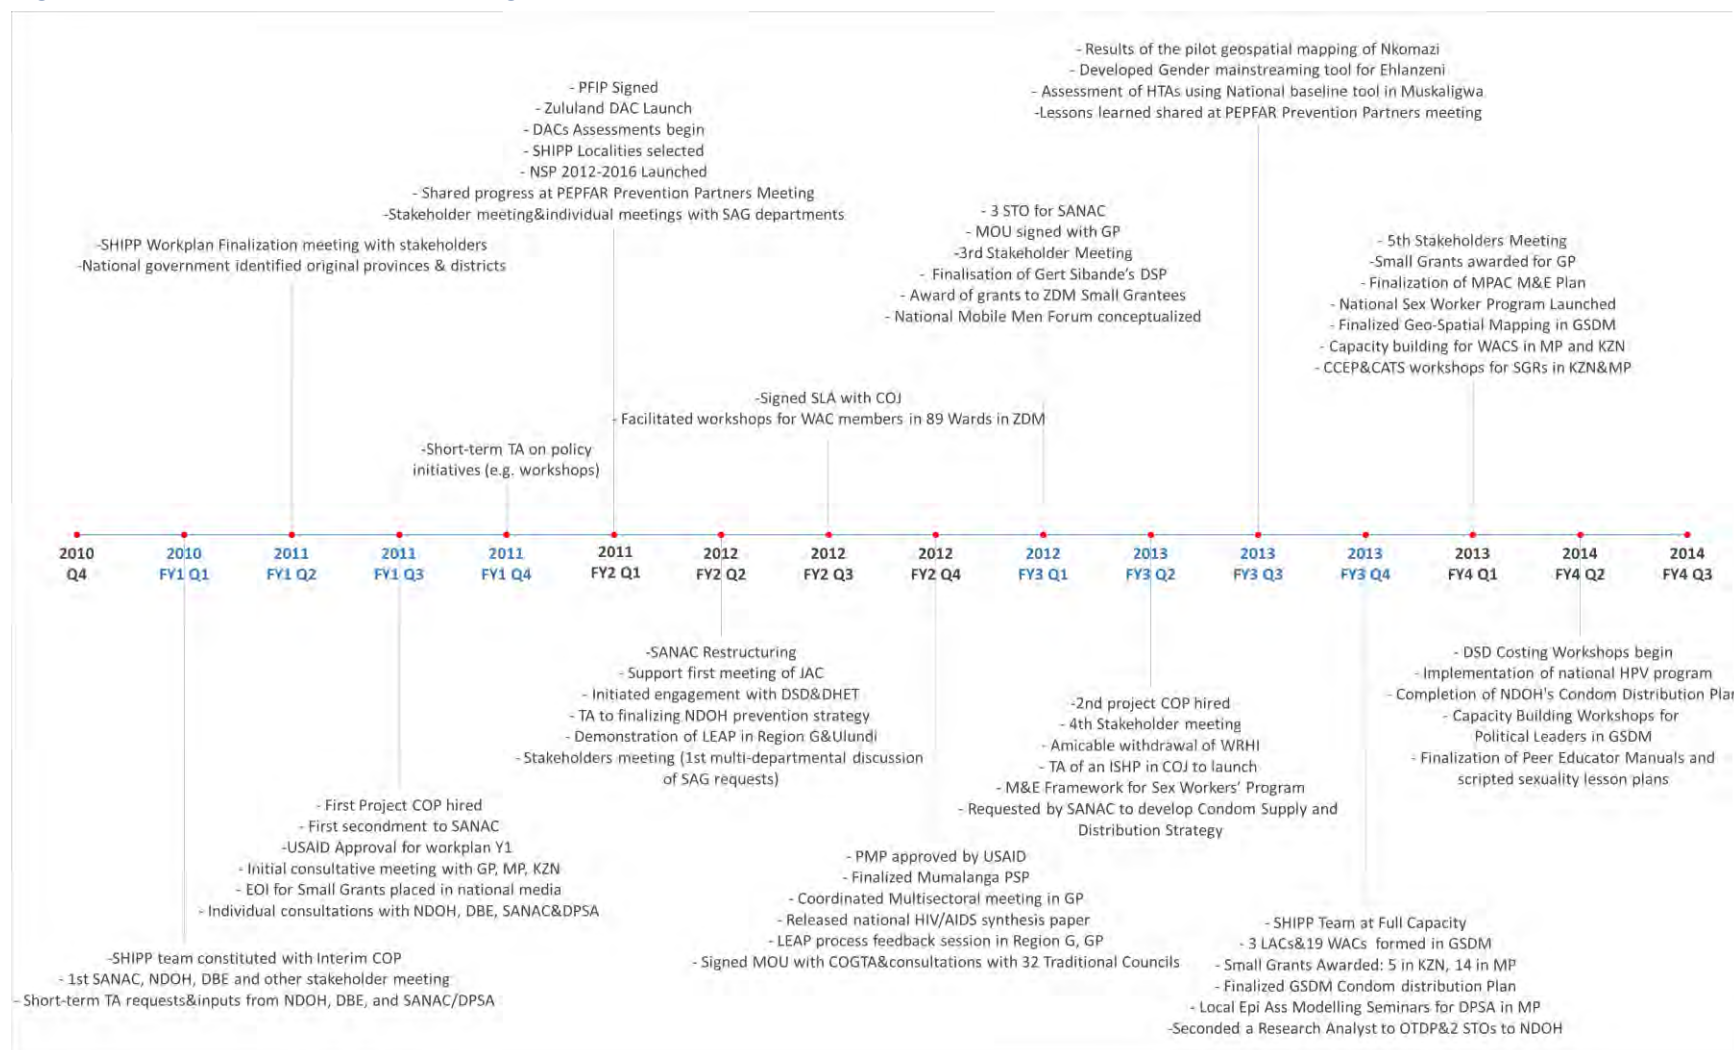 - Results of the pilot geospatial mapping of Nkomazi
- Developed Gender mainstreaming tool for Ehlanzeni
- Assessment of HTAs using National baseline tool in Muskaligwa
-Lessons learned shared at PEPFAR Prevention Partners meeting
- PFIP Signed
- Zululand DAC Launch
- DACs Assessments begin
- SHIPP Localities selected
- NSP 2012-2016 Launched
- Shared progress at PEPFAR Prevention Partners Meeting
-Stakeholder meeting&individual meetings with SAG departments
- 3 STO for SANAC
- MOU signed with GP
-3rd Stakeholder Meeting
- Finalisation of Gert Sibande's DSP
- Award of grants to ZDM Small Grantees
- National Mobile Men Forum conceptualized
- 5th Stakeholders Meeting
-Small Grants awarded for GP
- Finalization of MPAC M&E Plan
- National Sex Worker Program Launched
- Finalized Geo-Spatial Mapping in GSDM
- Capacity building for WACS in MP and KZN
- CCEP&CATS workshops for SGRs in KZN&MP
-SHIPP Workplan Finalization meeting with stakeholders
-National government identified original provinces & districts
-Signed SLA with COJ
- Facilitated workshops for WAC members in 89 Wards in ZDM
-Short-term TA on policy
initiatives (e.g. workshops)
2010 2010 2011 2011 2011 2011 2012 2012 2012 2012 2013 2013 2013 2013 2014 2014
Q4 FY1 Q1 FY1 Q2 FY1 Q3 FY1 Q4 FY2 Q1 FY2 Q2 FY2 Q3 FY2 Q4 FY3 Q1 FY3 Q2 FY3 Q3 FY3 Q4 FY4 Q1 FY4 Q2 FY4 Q3
-SANAC Restructuring
- Support first meeting of JAC
- Initiated engagement with DSD&DHET
- TA to finalizing NDOH prevention strategy
- Demonstration of LEAP in Region G&Ulundi
- Stakeholders meeting (1st multi-departmental discussion
of SAG requests)
- DSD Costing Workshops begin
- Implementation of national HPV program
- Completion of NDOH's Condom Distribution Plan
- Capacity Building Workshops for
Political Leaders in GSDM
- Finalization of Peer Educator Manuals and
scripted sexuality lesson plans
-2nd project COP hired
- 4th Stakeholder meeting
- Amicable withdrawal of WRHI
- TA of an ISHP in COJ to launch
- M&E Framework for Sex Workers' Program
- Requested by SANAC to develop Condom Supply and
Distribution Strategy
- First Project COP hired
- First secondment to SANAC
-USAID Approval for workplan Y1
- Initial consultative meeting with GP, MP, KZN
- EOI for Small Grants placed in national media
- Individual consultations with NDOH, DBE, SANAC&DPSA
- PMP approved by USAID
- Finalized Mumalanga PSP
- Coordinated Multisectoral meeting in GP
- Released national HIV/AIDS synthesis paper
- LEAP process feedback session in Region G, GP
- Signed MOU with COGTA&consultations with 32 Traditional Councils
- SHIPP Team at Full Capacity
- 3 LACs&19 WACs formed in GSDM
- Small Grants Awarded: 5 in KZN, 14 in MP
- Finalized GSDM Condom distribution Plan
- Local Epi Ass Modelling Seminars for DPSA in MP
-Seconded a Research Analyst to OTDP&2 STOs to NDOH
-SHIPP team constituted with Interim COP
- 1st SANAC, NDOH, DBE and other stakeholder meeting
- Short-term TA requests&inputs from NDOH, DBE, and SANAC/DPSA